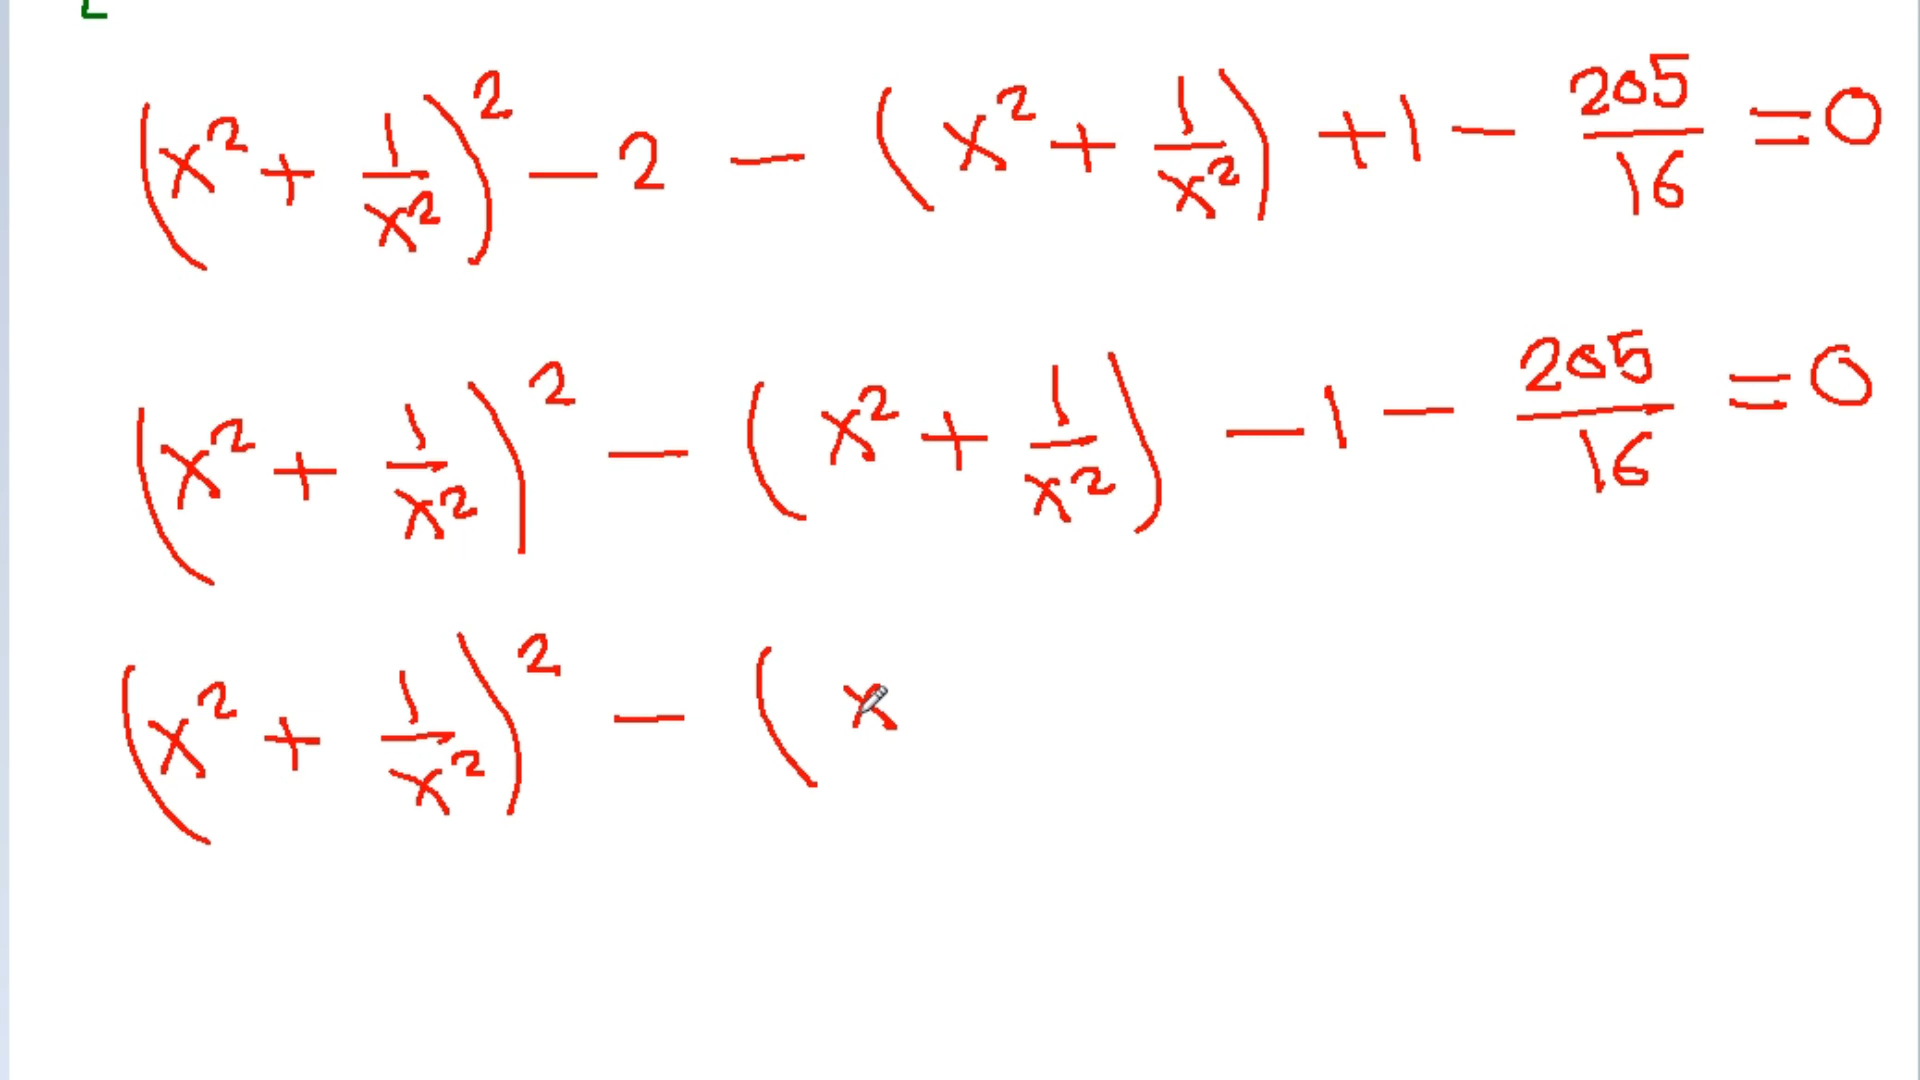 (x² + 1/x²)² - 2 - (x² + 1/x²) + 1 - 205/16 = 0
(x² + 1/x²)² - (x² + 1/x²) - 1 - 205/16 = 0
(x² + 1/x²)² - (x